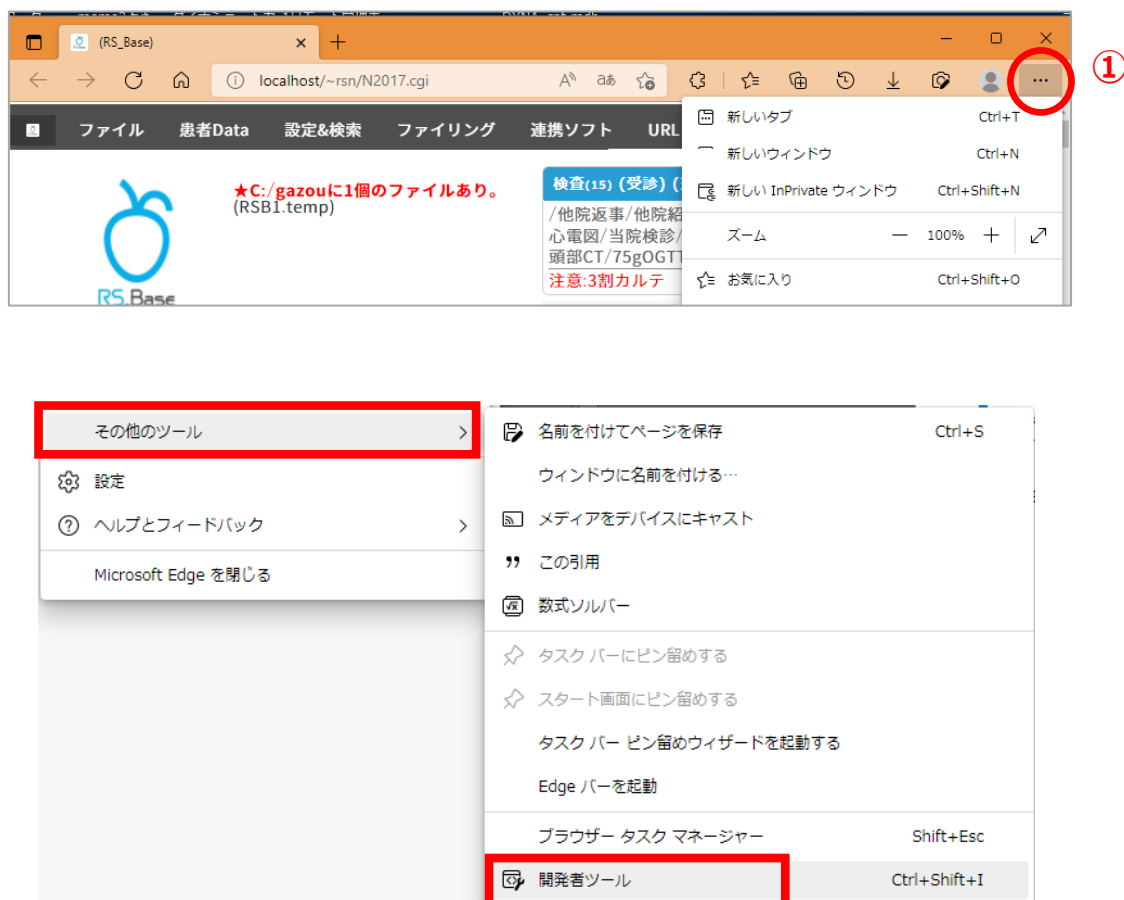 (RS_Base)
①
localhost/~rsn/N2017.cgi
ファイル 患者Data 設定&検索 ファイリング 連携ソフト URL
★C:/gazouに1個のファイルあり。
(RSB1.temp)
RS_Base
検査(15) (受診) (
/他院返事/他院紹
心電図/当院検診/
頭部CT/75gOGTT
注意:3割カルテ
新しいタブ Ctrl+T
新しいウィンドウ Ctrl+N
新しい InPrivate ウィンドウ Ctrl+Shift+N
ズーム 100%
お気に入り Ctrl+Shift+O
その他のツール
設定
ヘルプとフィードバック
Microsoft Edge を閉じる
名前を付けてページを保存 Ctrl+S
ウィンドウに名前を付ける…
メディアをデバイスにキャスト
この引用
数式ソルバー
タスク バーにピン留めする
スタート画面にピン留めする
タスク バー ピン留めウィザードを起動する
Edge バーを起動
ブラウザー タスク マネージャー Shift+Esc
開発者ツール Ctrl+Shift+I